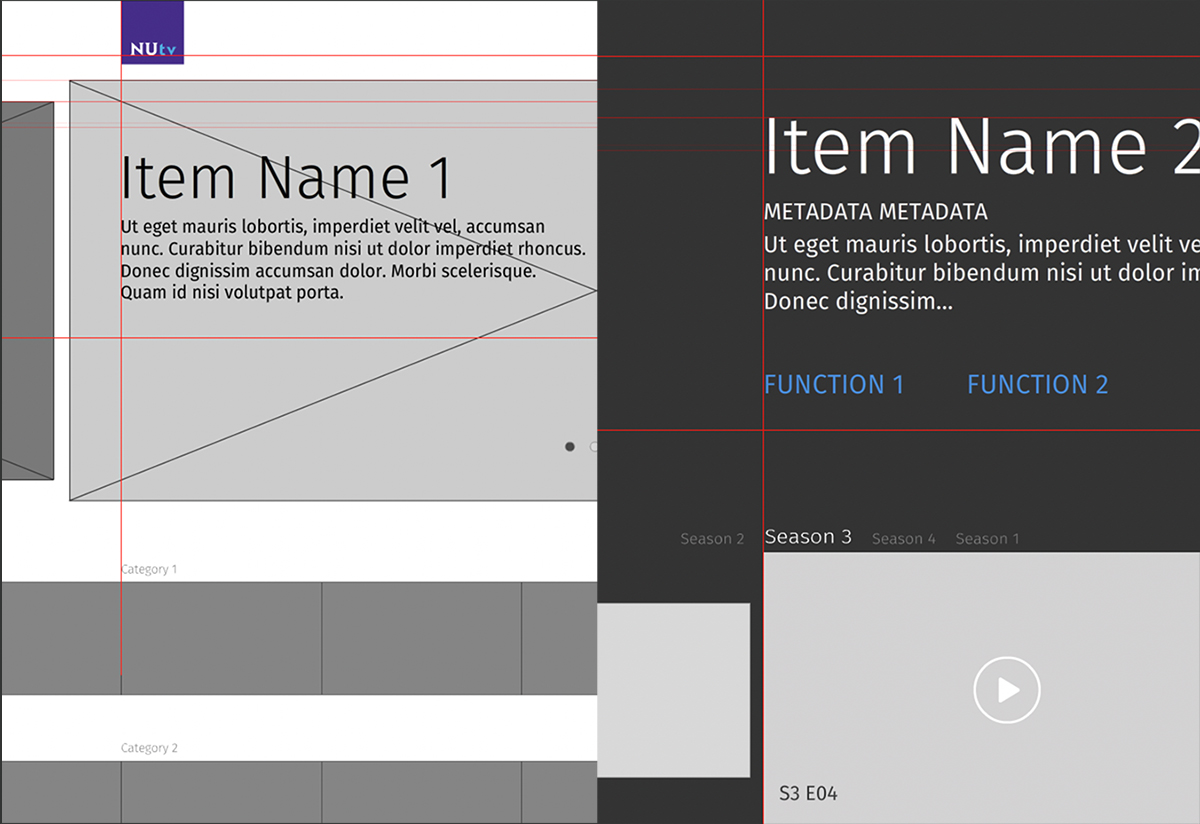 NUtv
Item Name 1
Ut eget mauris lobortis, imperdiet velit vel, accumsan
nunc. Curabitur bibendum nisi ut dolor imperdiet rhoncus.
Donec dignissim accumsan dolor. Morbi scelerisque.
Quam id nisi volutpat porta.
Category 1
Category 2
Item Name 2
METADATA METADATA
Ut eget mauris lobortis, imperdiet velit
nunc. Curabitur bibendum nisi ut dolor
Donec dignissim...
FUNCTION 1 FUNCTION 2
Season 2 Season 3 Season 4 Season 1
S3 E04